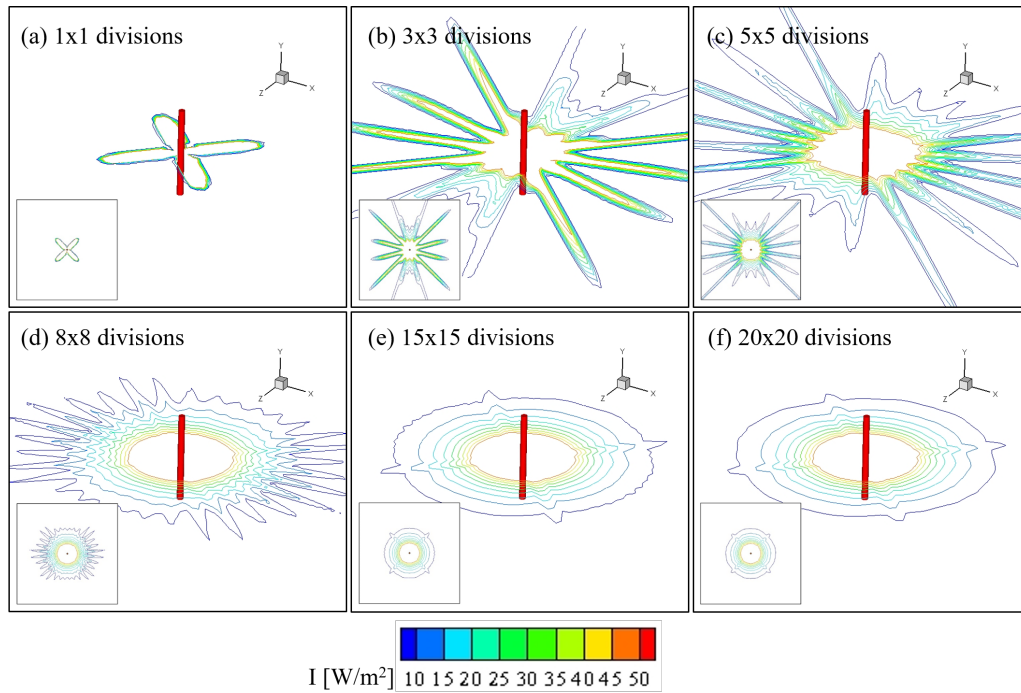 (a) 1x1 divisions
Y
Z
X
(b) 3x3 divisions
Y
Z
X
(c) 5x5 divisions
Y
Z
X
(d) 8x8 divisions
Y
Z
X
(e) 15x15 divisions
Y
Z
X
(f) 20x20 divisions
Y
Z
X
I [W/m²]
10 15 20 25 30 35 40 45 50